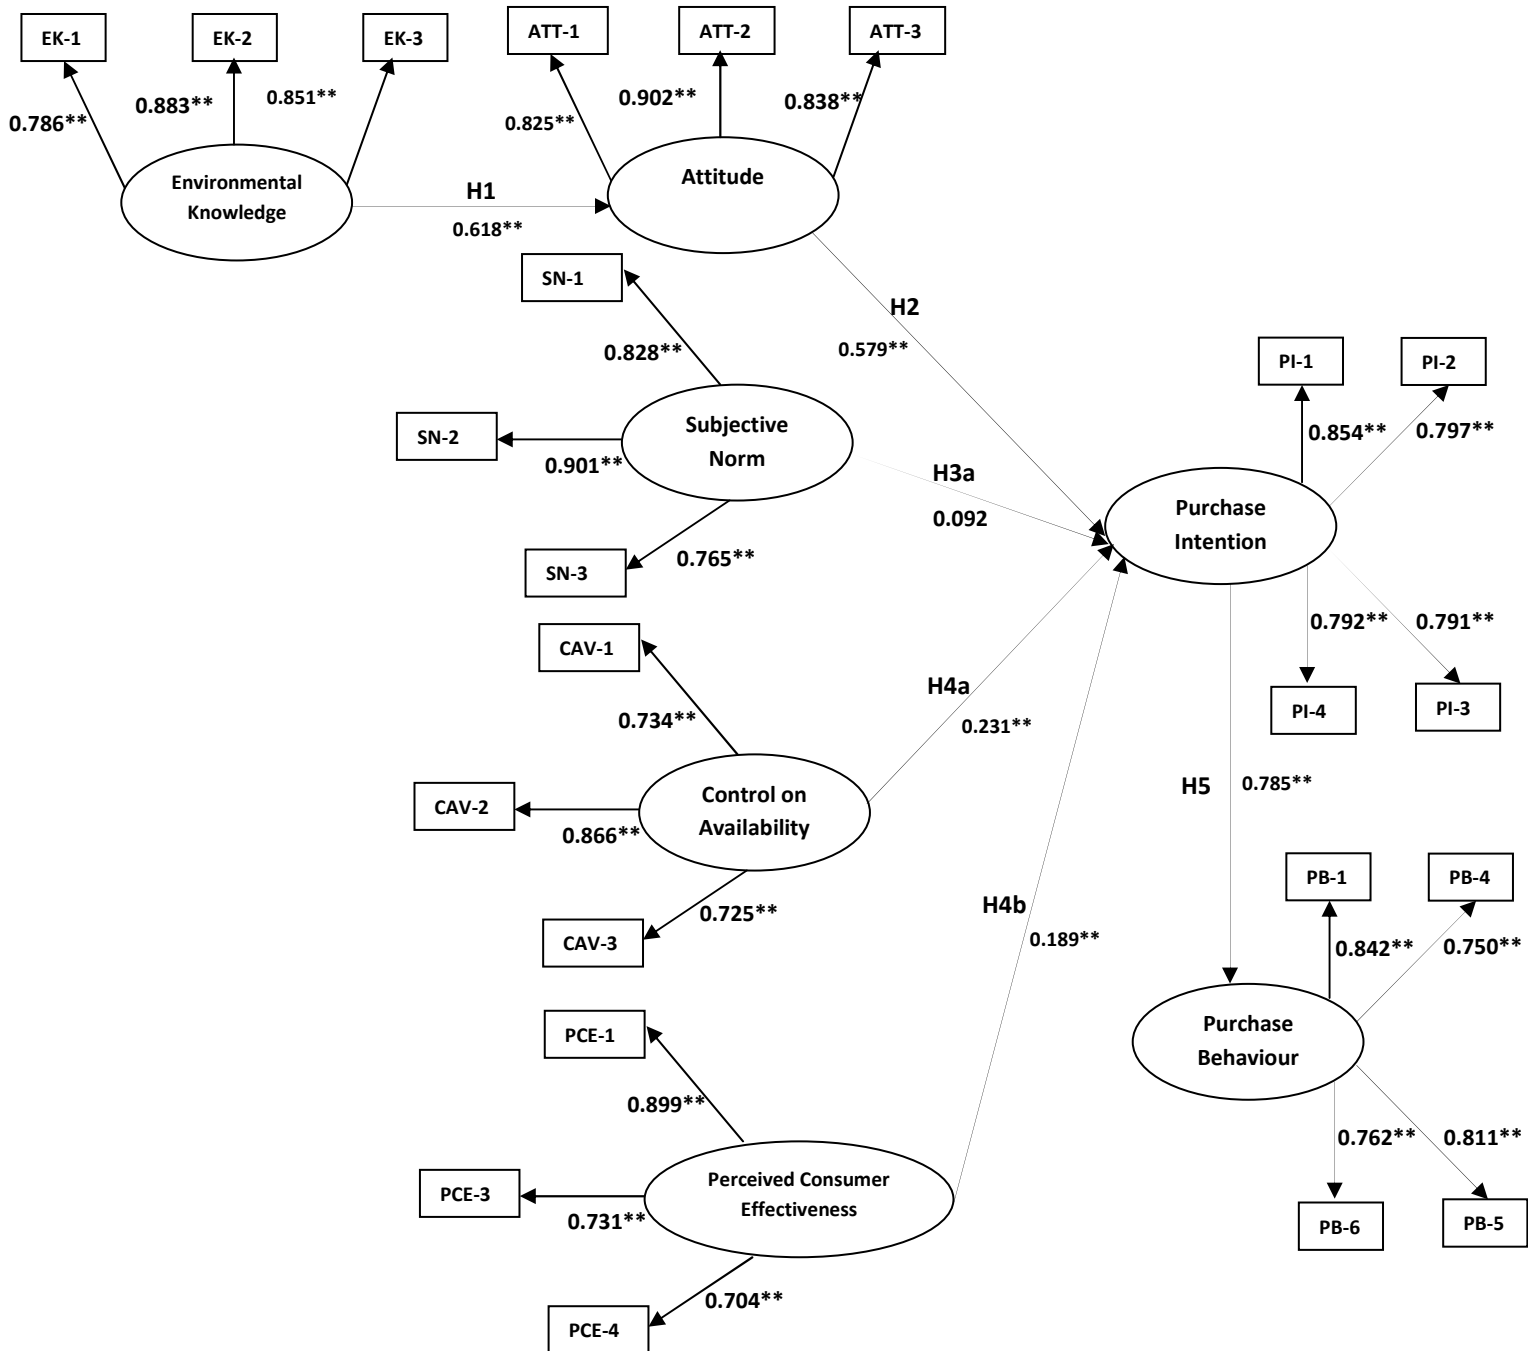 EK-1
EK-2
EK-3
ATT-1
ATT-2
ATT-3
0.786**
0.883**
0.851**
0.825**
0.902**
0.838**
Environmental
Knowledge
H1
0.618**
Attitude
SN-1
0.828**
H2
0.579**
SN-2
0.901**
Subjective
Norm
SN-3
0.765**
H3a
0.092
PI-1
PI-2
0.854**
0.797**
Purchase
Intention
0.792**
0.791**
PI-4
PI-3
CAV-1
0.734**
H4a
0.231**
CAV-2
0.866**
Control on
Availability
CAV-3
0.725**
H5
0.785**
H4b
0.189**
PB-1
PB-4
0.842**
0.750**
Purchase
Behaviour
0.762**
0.811**
PB-6
PB-5
PCE-1
0.899**
PCE-3
0.731**
Perceived Consumer
Effectiveness
PCE-4
0.704**